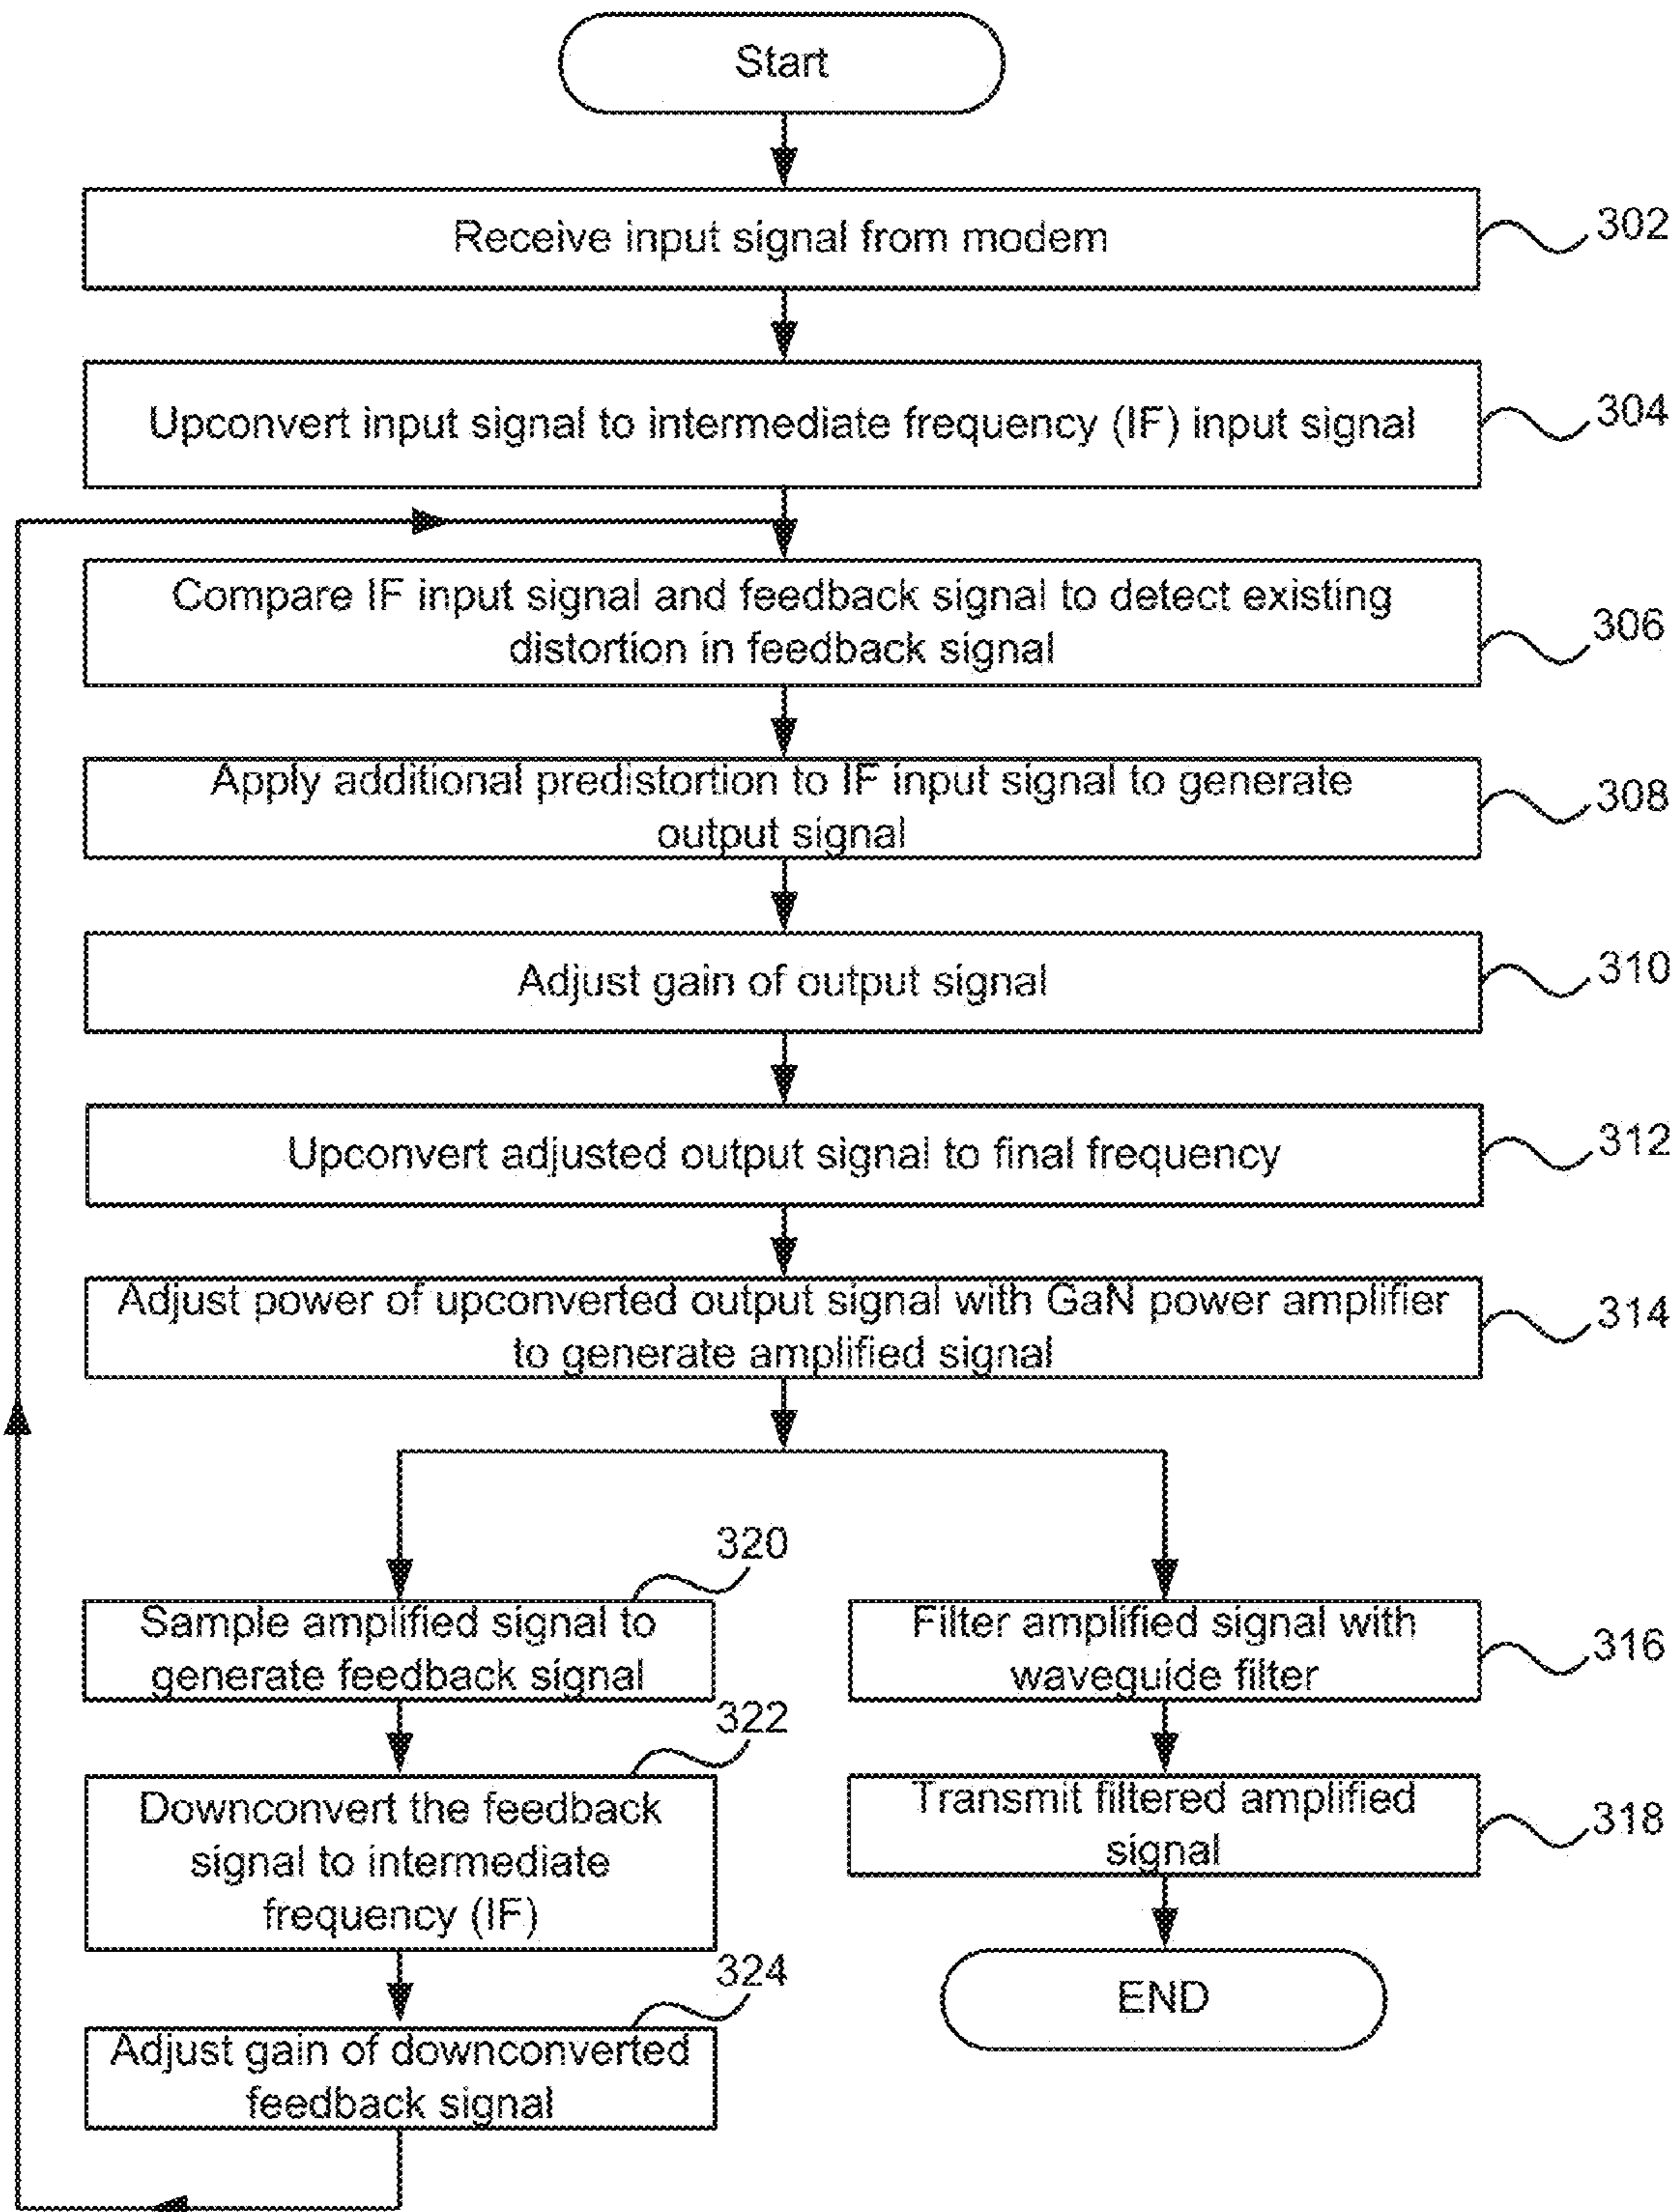 Start
Receive input signal from modem
302
Upconvert input signal to intermediate frequency (IF) input signal
304
Compare IF input signal and feedback signal to detect existing
distortion in feedback signal
306
Apply additional predistortion to IF input signal to generate
output signal
308
Adjust gain of output signal
310
Upconvert adjusted output signal to final frequency
312
Adjust power of upconverted output signal with GaN power amplifier
to generate amplified signal
314
320
Sample amplified signal to
generate feedback signal
Filter amplified signal with
waveguide filter
316
322
Downconvert the feedback
signal to intermediate
frequency (IF)
Transmit filtered amplified
signal
318
324
Adjust gain of downconverted
feedback signal
END